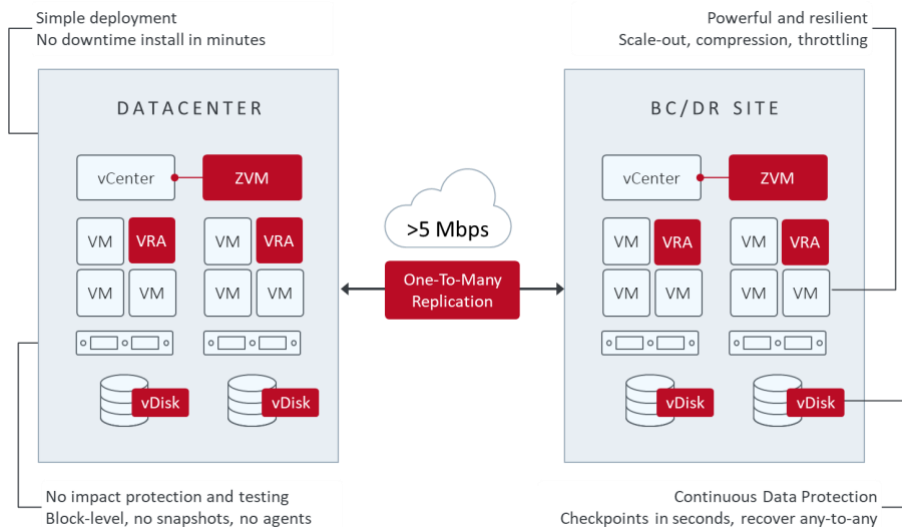 Simple deployment
No downtime install in minutes
Powerful and resilient
Scale-out, compression, throttling
DATACENTER
vCenter
ZVM
VM VRA VM VRA
VM VM VM VM
vDisk vDisk
>5 Mbps
One-To-Many
Replication
BC/DR SITE
vCenter
ZVM
VM VRA VM VRA
VM VM VM VM
vDisk vDisk
No impact protection and testing
Block-level, no snapshots, no agents
Continuous Data Protection
Checkpoints in seconds, recover any-to-any